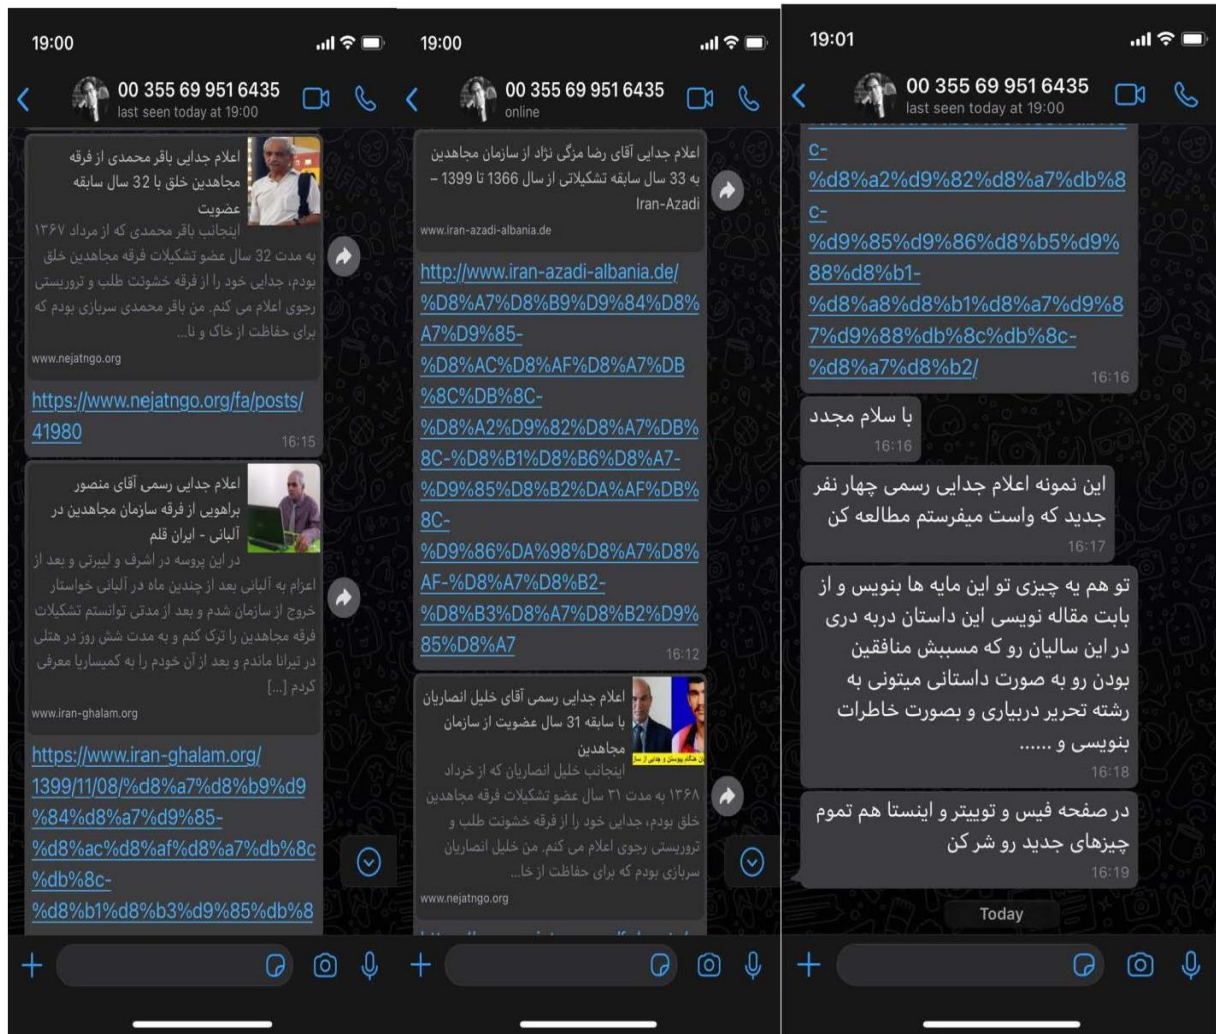 19:00
00 355 69 951 6435
last seen today at 19:00
اعلام جدایی باقر محمدی از فرقه
مجاهدین خلق با 32 سال سابقه
عضویت
اینجانب باقر محمدی که از مرداد ۱۳۶۷
به مدت 32 سال عضو تشکیلات فرقه مجاهدین خلق
بودم، جدایی خود را از فرقه خشونت طلب و تروریستی
رجوی اعلام می کنم. من باقر محمدی سربازی بودم که
برای حفاظت از خاک و نا...
www.nejatngo.org
https://www.nejatngo.org/fa/posts/
41980
16:15
اعلام جدایی رسمی آقای منصور
براهویی از فرقه سازمان مجاهدین در
آلبانی - ایران قلم
در این پروسه در اشرف و لیبرتی و بعد از
اعزام به آلبانی بعد از چندین ماه در آلبانی خواستار
خروج از سازمان شدم و بعد از مدتی توانستم تشکیلات
فرقه مجاهدین را ترک کنم و به مدت شش روز در هتلی
در تیرانا ماندم و بعد از آن خودم را به کمیساریا معرفی
کردم [...]
www.iran-ghalam.org
https://www.iran-ghalam.org/
1399/11/08/%d8%a7%d8%b9%d9
%84%d8%a7%d9%85-
%d8%ac%d8%af%d8%a7%db%8c
%db%8c-
%d8%b1%d8%b3%d9%85%db%8
19:00
00 355 69 951 6435
online
اعلام جدایی آقای رضا مزگی نژاد از سازمان مجاهدین
به 33 سال سابقه تشکیلاتی از سال 1366 تا 1399 –
Iran-Azadi
www.iran-azadi-albania.de
http://www.iran-azadi-albania.de/
%D8%A7%D8%B9%D9%84%D8%
A7%D9%85-
%D8%AC%D8%AF%D8%A7%DB
%8C%DB%8C-
%D8%A2%D9%82%D8%A7%DB%
8C-%D8%B1%D8%B6%D8%A7-
%D9%85%D8%B2%DA%AF%DB%
8C-
%D9%86%DA%98%D8%A7%D8%
AF-%D8%A7%D8%B2-
%D8%B3%D8%A7%D8%B2%D9%
85%D8%A7
16:12
اعلام جدایی رسمی آقای خلیل انصاریان
با سابقه 31 سال عضویت از سازمان
مجاهدین
اینجانب خلیل انصاریان که از خرداد
۱۳۶۸ به مدت ۳۱ سال عضو تشکیلات فرقه مجاهدین
خلق بودم، جدایی خود را از فرقه خشونت طلب و
تروریستی رجوی اعلام می کنم. من خلیل انصاریان
سربازی بودم که برای حفاظت از خا...
www.nejatngo.org
19:01
00 355 69 951 6435
last seen today at 19:00
c-
%d8%a2%d9%82%d8%a7%db%8
c-
%d9%85%d9%86%d8%b5%d9%
88%d8%b1-
%d8%a8%d8%b1%d8%a7%d9%8
7%d9%88%db%8c%db%8c-
%d8%a7%d8%b2/
16:16
با سلام مجدد
16:16
این نمونه اعلام جدایی رسمی چهار نفر
جدید که واست میفرستم مطالعه کن
16:17
تو هم یه چیزی تو این مایه ها بنویس و از
بابت مقاله نویسی این داستان دربه دری
در این سالیان رو که مسببش منافقین
بودن رو به صورت داستانی میتونی به
رشته تحریر دربیاری و بصورت خاطرات
بنویسی و ......
16:18
در صفحه فیس و توییتر و اینستا هم تموم
چیزهای جدید رو شر کن
16:19
Today